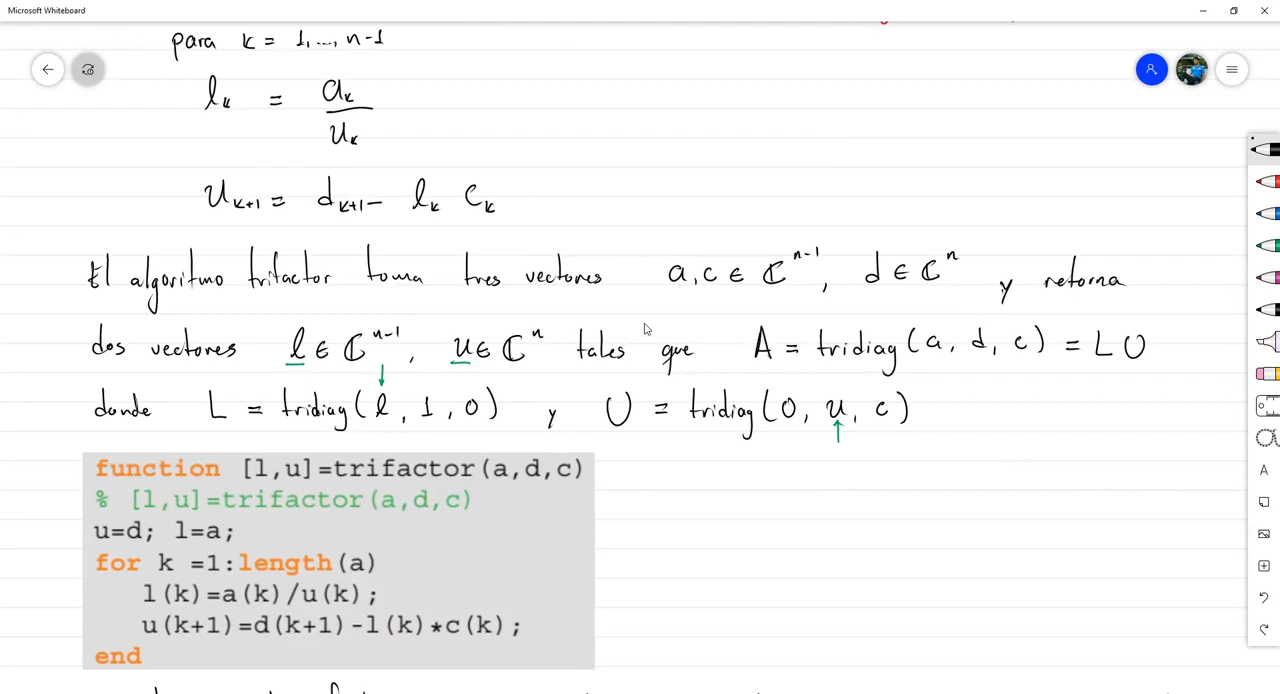 Microsoft Whiteboard
para k = 1, ..., n-1
l_k = a_k / u_k
u_{k+1} = d_{k+1} - l_k c_k
El algoritmo trifactor toma tres vectores a, c ∈ ℂ^{n-1}, d ∈ ℂ^n y retorna
dos vectores l ∈ ℂ^{n-1}, u ∈ ℂ^n tales que A = tridiag(a, d, c) = L U
donde L = tridiag(l, 1, 0) y U = tridiag(0, u, c)
function [l,u]=trifactor(a,d,c)
% [l,u]=trifactor(a,d,c)
u=d; l=a;
for k =1:length(a)
l(k)=a(k)/u(k);
u(k+1)=d(k+1)-l(k)*c(k);
end